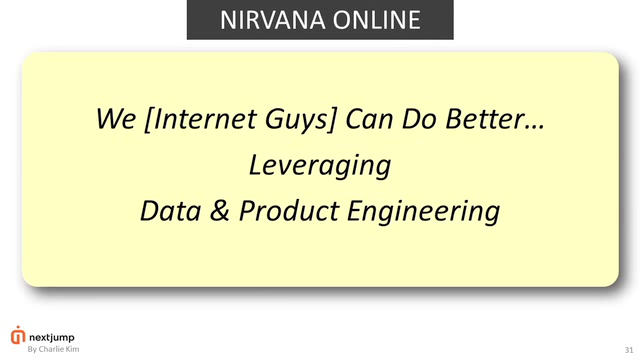 NIRVANA ONLINE
We [Internet Guys] Can Do Better...
Leveraging
Data & Product Engineering
nextjump
By Charlie Kim
31